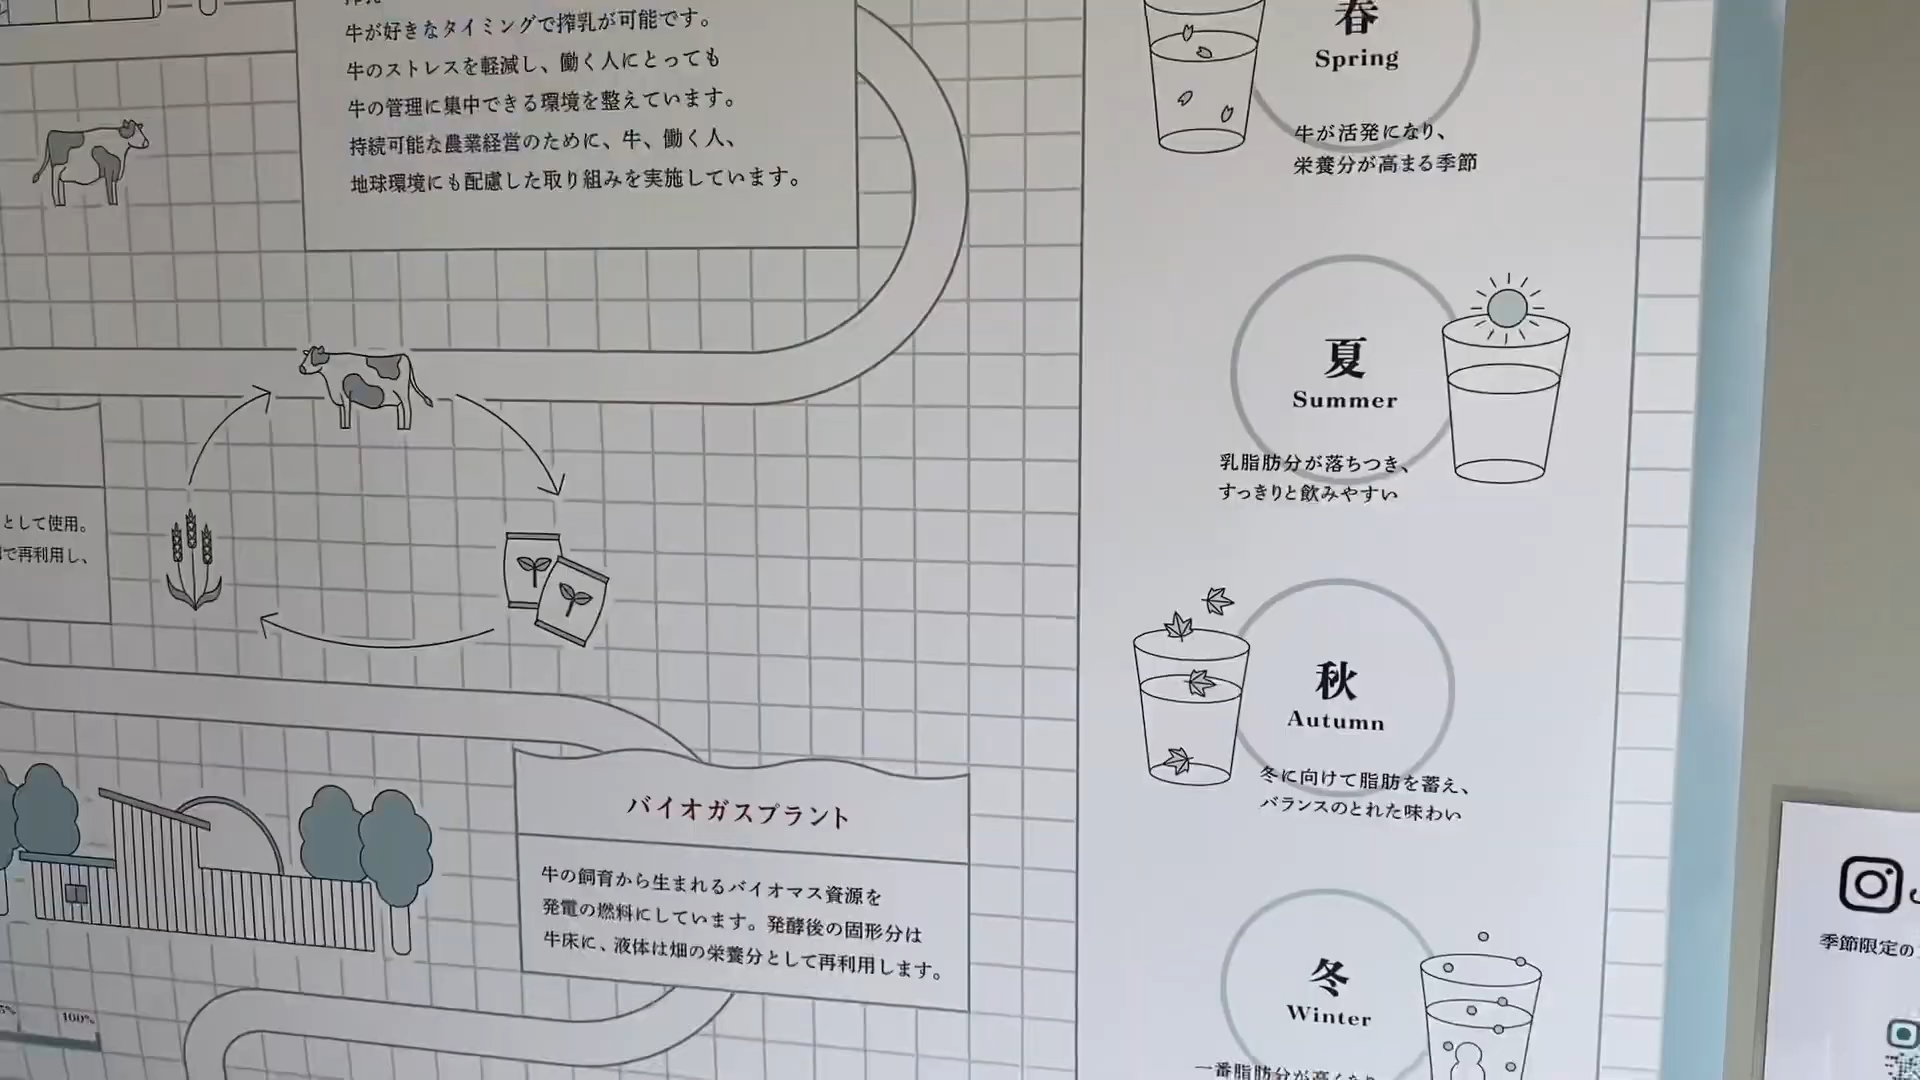 牛が好きなタイミングで搾乳が可能です。
牛のストレスを軽減し、働く人にとっても
牛の管理に集中できる環境を整えています。
持続可能な農業経営のために、牛、働く人、
地球環境にも配慮した取り組みを実施しています。
として使用。
で再利用し、
バイオガスプラント
牛の飼育から生まれるバイオマス資源を
発電の燃料にしています。発酵後の固形分は
牛床に、液体は畑の栄養分として再利用します。
100%
春
Spring
牛が活発になり、
栄養分が高まる季節
夏
Summer
乳脂肪分が落ちつき、
すっきりと飲みやすい
秋
Autumn
冬に向けて脂肪を蓄え、
バランスのとれた味わい
冬
Winter
一番脂肪分が高くなり
季節限定の